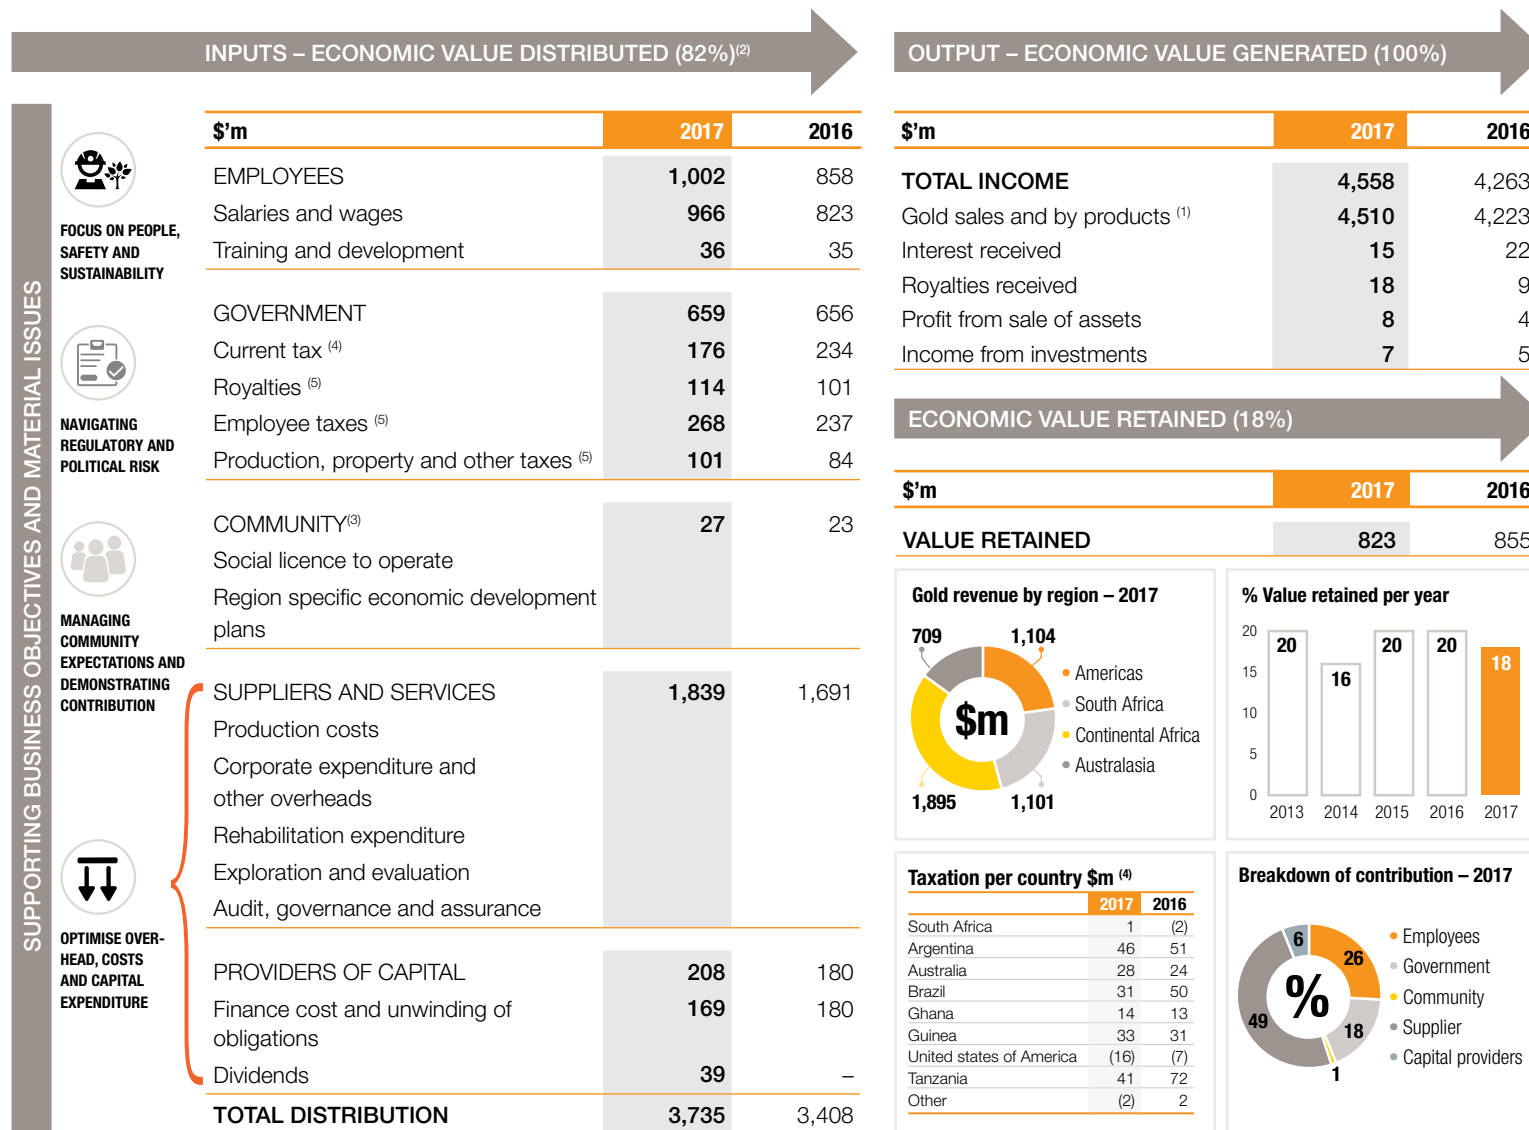 INPUTS – ECONOMIC VALUE DISTRIBUTED (82%)(2)
SUPPORTING BUSINESS OBJECTIVES AND MATERIAL ISSUES
FOCUS ON PEOPLE,
SAFETY AND
SUSTAINABILITY
NAVIGATING
REGULATORY AND
POLITICAL RISK
MANAGING
COMMUNITY
EXPECTATIONS AND
DEMONSTRATING
CONTRIBUTION
OPTIMISE OVER-
HEAD, COSTS
AND CAPITAL
EXPENDITURE
$’m 2017 2016
EMPLOYEES 1,002 858
Salaries and wages 966 823
Training and development 36 35
GOVERNMENT 659 656
Current tax (4) 176 234
Royalties (5) 114 101
Employee taxes (5) 268 237
Production, property and other taxes (5) 101 84
COMMUNITY(3) 27 23
Social licence to operate
Region specific economic development
plans
SUPPLIERS AND SERVICES 1,839 1,691
Production costs
Corporate expenditure and
other overheads
Rehabilitation expenditure
Exploration and evaluation
Audit, governance and assurance
PROVIDERS OF CAPITAL 208 180
Finance cost and unwinding of 169 180
obligations
Dividends 39 –
TOTAL DISTRIBUTION 3,735 3,408
OUTPUT – ECONOMIC VALUE GENERATED (100%)
$’m 2017 2016
TOTAL INCOME 4,558 4,263
Gold sales and by products (1) 4,510 4,223
Interest received 15 22
Royalties received 18 9
Profit from sale of assets 8 4
Income from investments 7 5
ECONOMIC VALUE RETAINED (18%)
$’m 2017 2016
VALUE RETAINED 823 855
Gold revenue by region – 2017
709 1,104
$m
1,895 1,101
Americas
South Africa
Continental Africa
Australasia
% Value retained per year
20
15
10
5
0
20 16 20 20 18
2013 2014 2015 2016 2017
Taxation per country $m (4)
2017 2016
South Africa 1 (2)
Argentina 46 51
Australia 28 24
Brazil 31 50
Ghana 14 13
Guinea 33 31
United states of America (16) (7)
Tanzania 41 72
Other (2) 2
Breakdown of contribution – 2017
6 26
%
49 18
1
Employees
Government
Community
Supplier
Capital providers